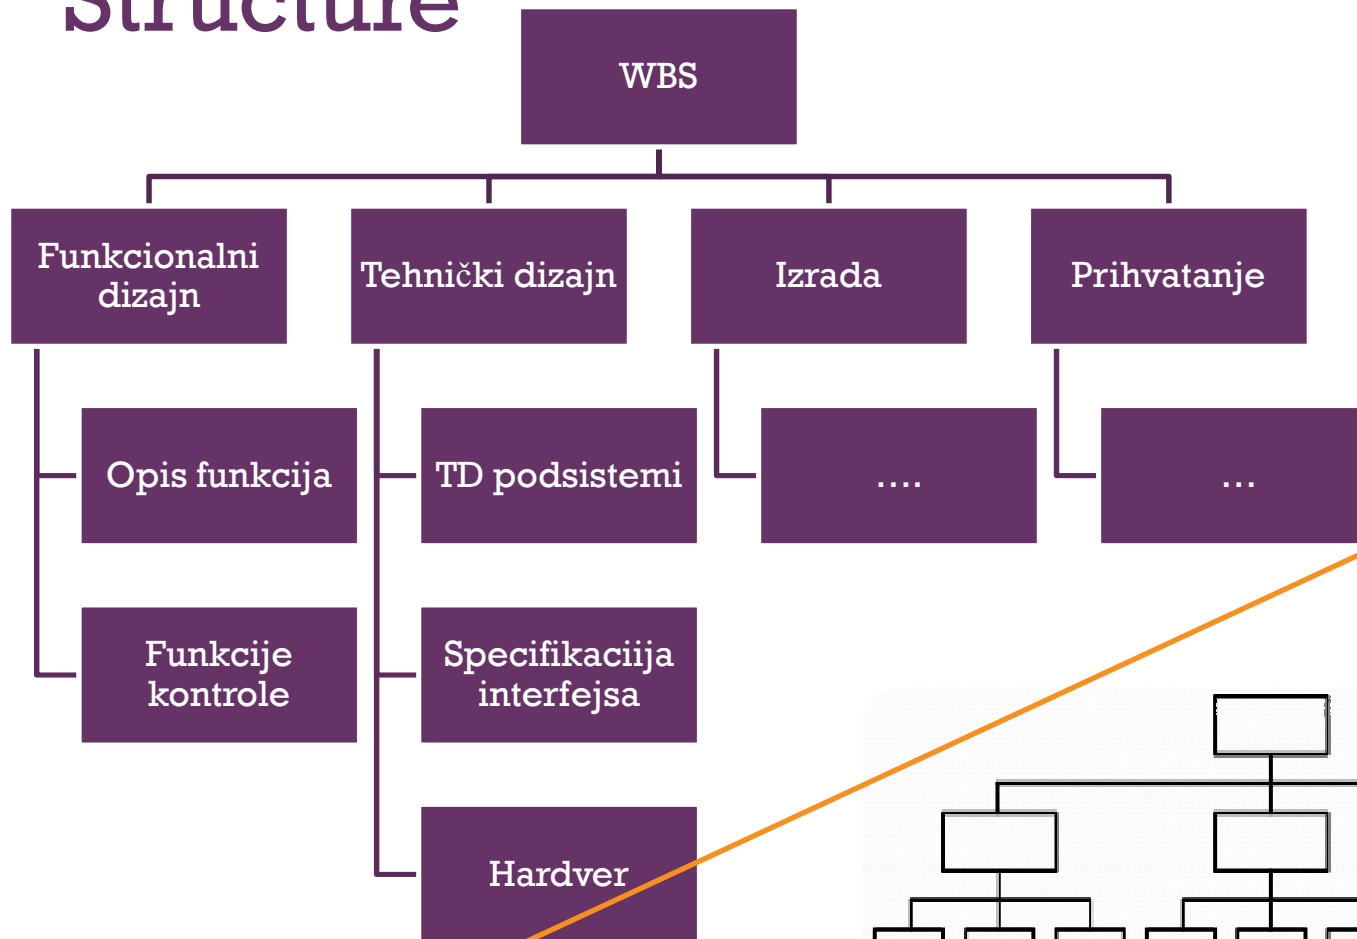 Structure
WBS
Funkcionalni
dizajn
Tehnički dizajn
Izrada
Prihvatanje
Opis funkcija
TD podsistemi
....
...
Funkcije
kontrole
Specifikaciija
interfejsa
Hardver